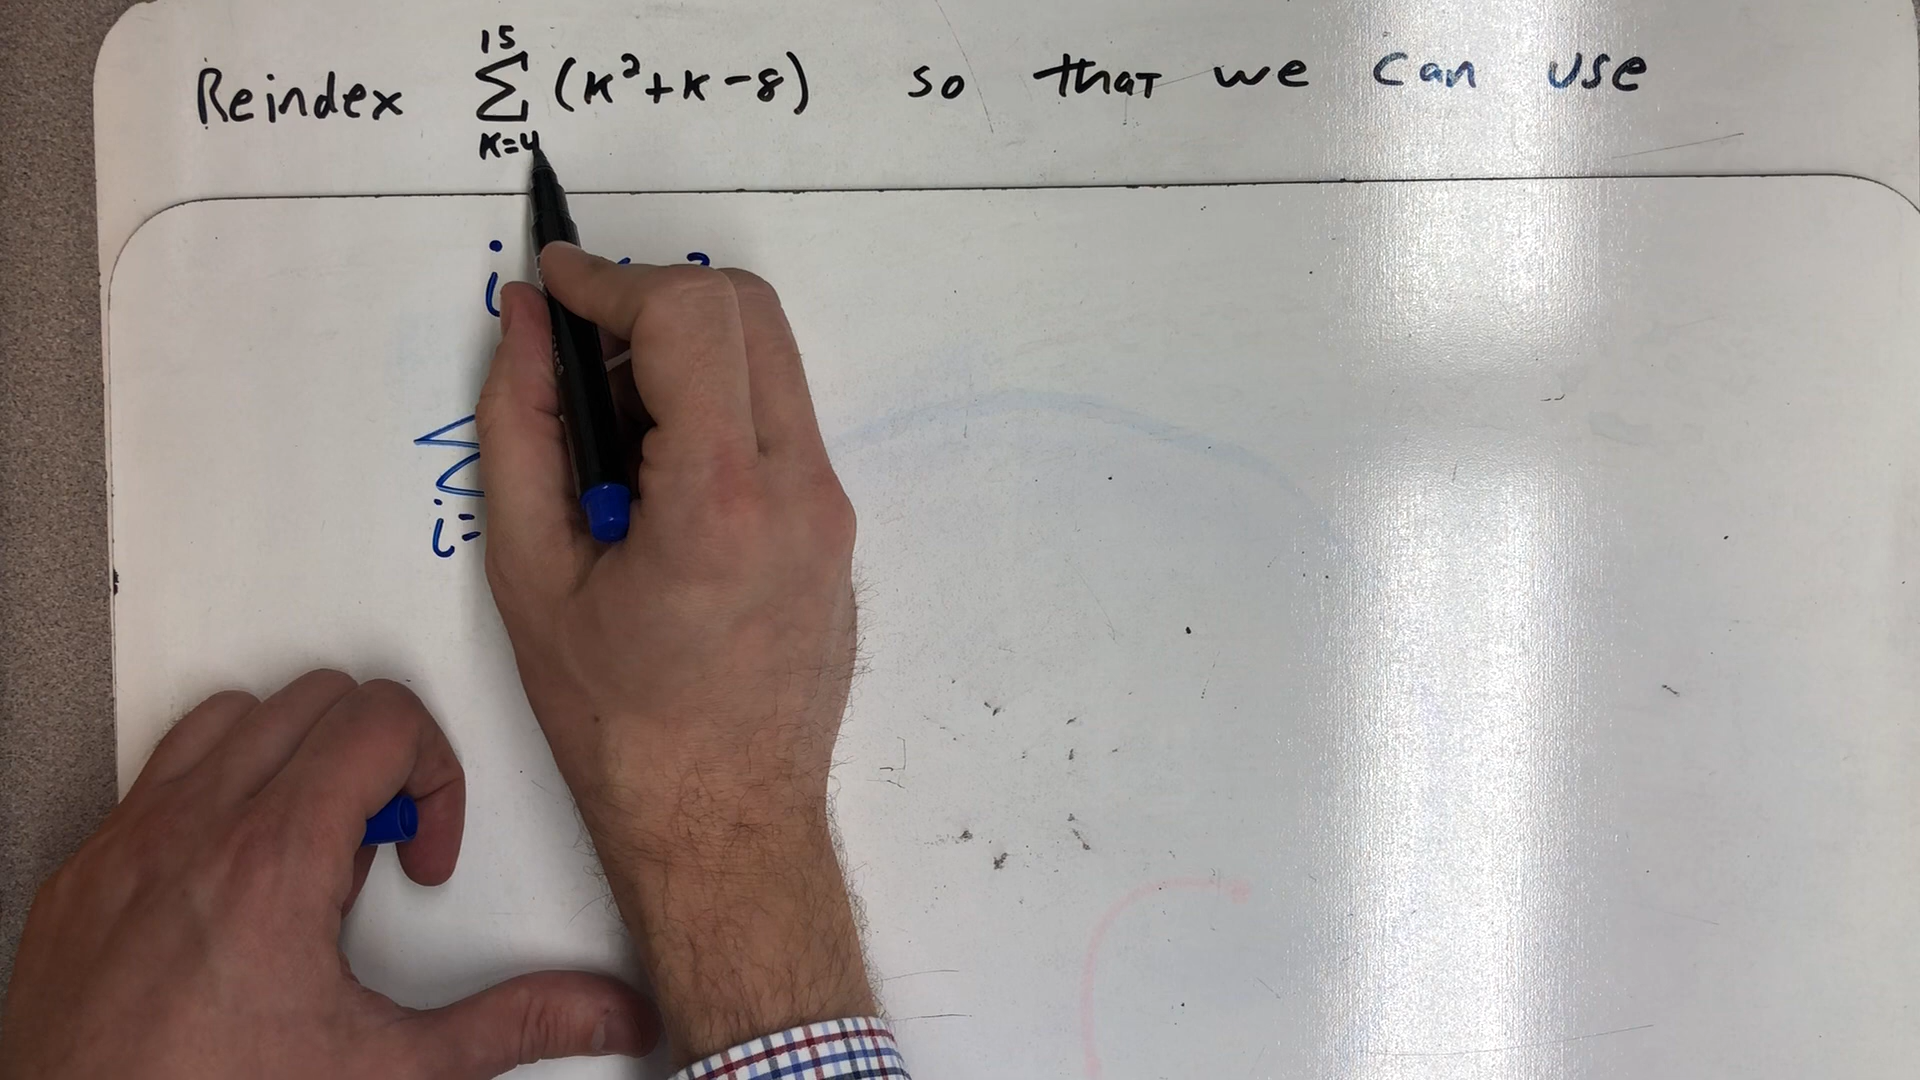 Reindex 15 ∑ K=4 (K²+K-8) so that we can use
i
i=